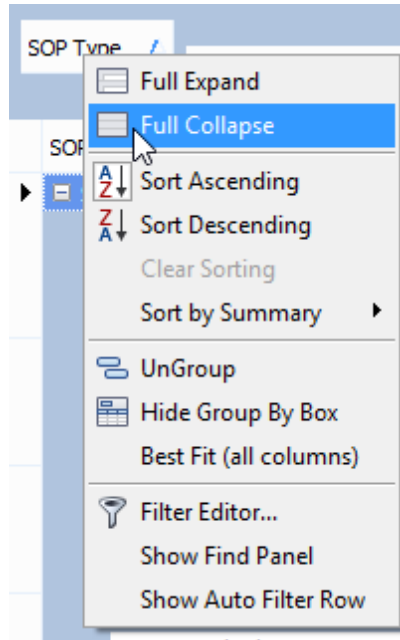 SOP Type
Full Expand
Full Collapse
SOP
Sort Ascending
Sort Descending
Clear Sorting
Sort by Summary
UnGroup
Hide Group By Box
Best Fit (all columns)
Filter Editor...
Show Find Panel
Show Auto Filter Row